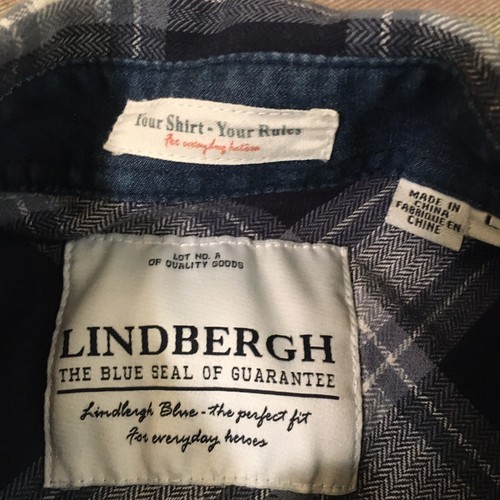 Your Shirt - Your Rules
For everyday heroes
MADE IN
CHINA
FABRIQUE EN
CHINE
L
LOT NO. A
OF QUALITY GOODS
LINDBERGH
THE BLUE SEAL OF GUARANTEE
Lindbergh Blue - the perfect fit
For everyday heroes